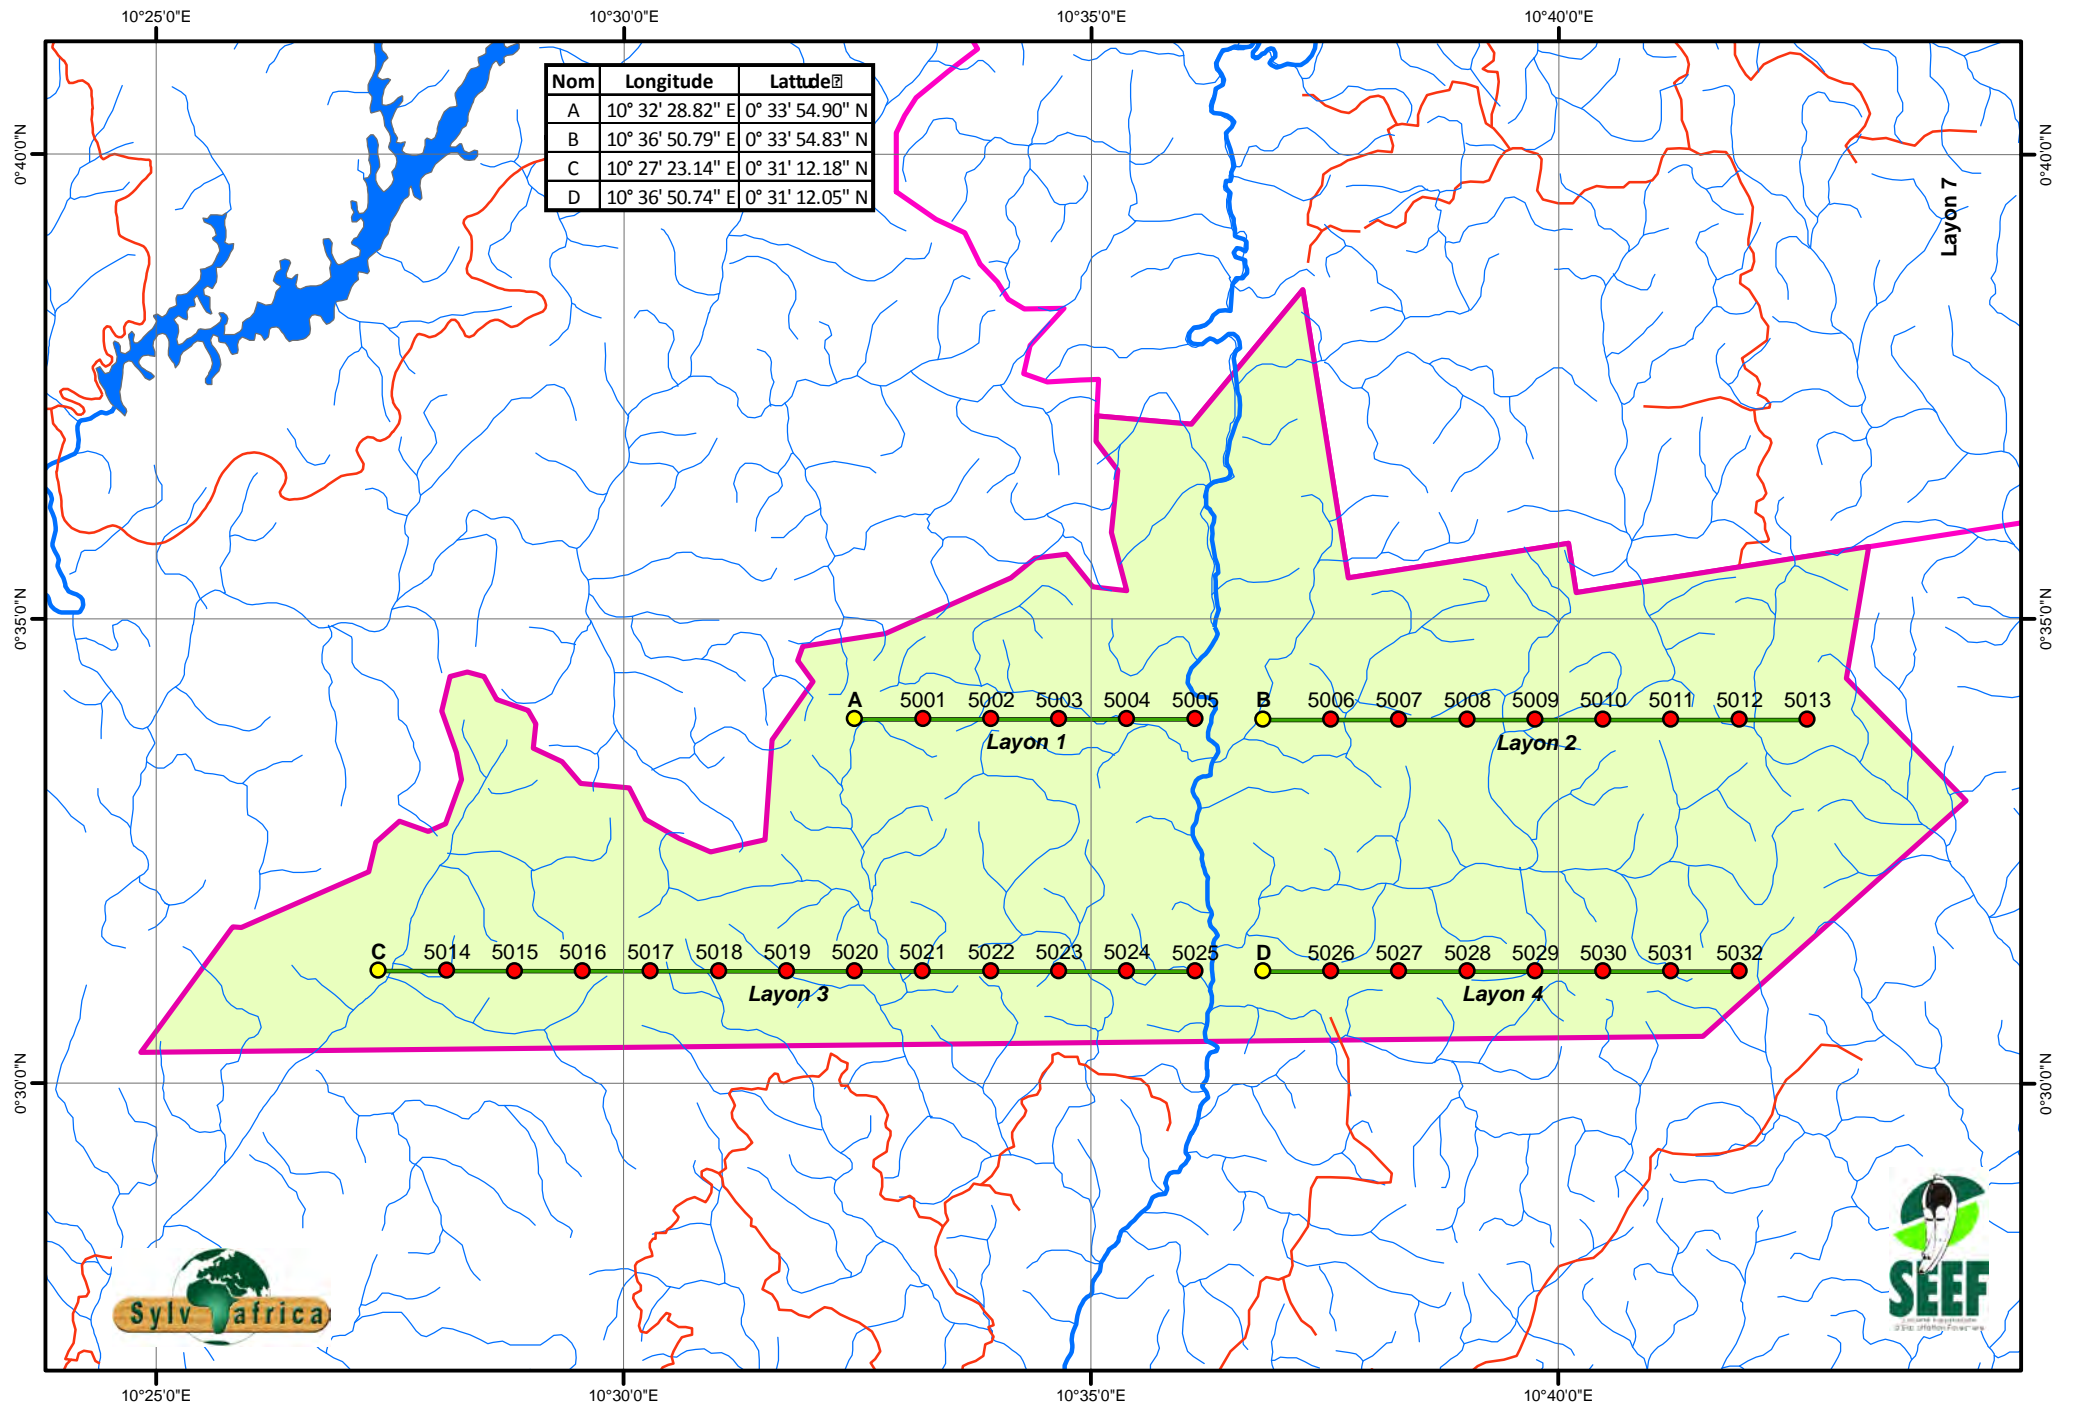 10°25'0"E 10°30'0"E 10°35'0"E 10°40'0"E
0°40'0"N 0°40'0"N
Nom Longitude Lattude
A 10° 32' 28.82" E 0° 33' 54.90" N
B 10° 36' 50.79" E 0° 33' 54.83" N
C 10° 27' 23.14" E 0° 31' 12.18" N
D 10° 36' 50.74" E 0° 31' 12.05" N
Layon 7
0°35'0"N 0°35'0"N
A 5001 5002 5003 5004 5005 B 5006 5007 5008 5009 5010 5011 5012 5013
Layon 1 Layon 2
C 5014 5015 5016 5017 5018 5019 5020 5021 5022 5023 5024 5025 D 5026 5027 5028 5029 5030 5031 5032
Layon 3 Layon 4
0°30'0"N 0°30'0"N
Sylv africa
SEEF
10°25'0"E 10°30'0"E 10°35'0"E 10°40'0"E